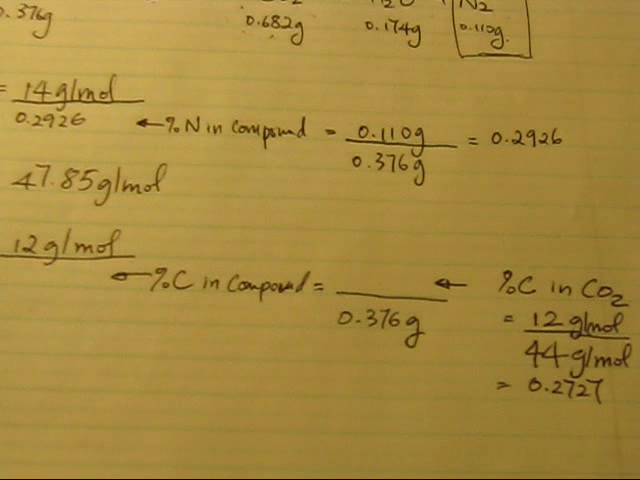 N2
0.376g 0.682g 0.174g 0.110g
= 14g/mol
0.2926 ← %N in compound = 0.110g = 0.2926
0.376g
47.85g/mol
12g/mol
← %C in compound = ← %C in CO2
0.376g = 12g/mol
44g/mol
= 0.2727